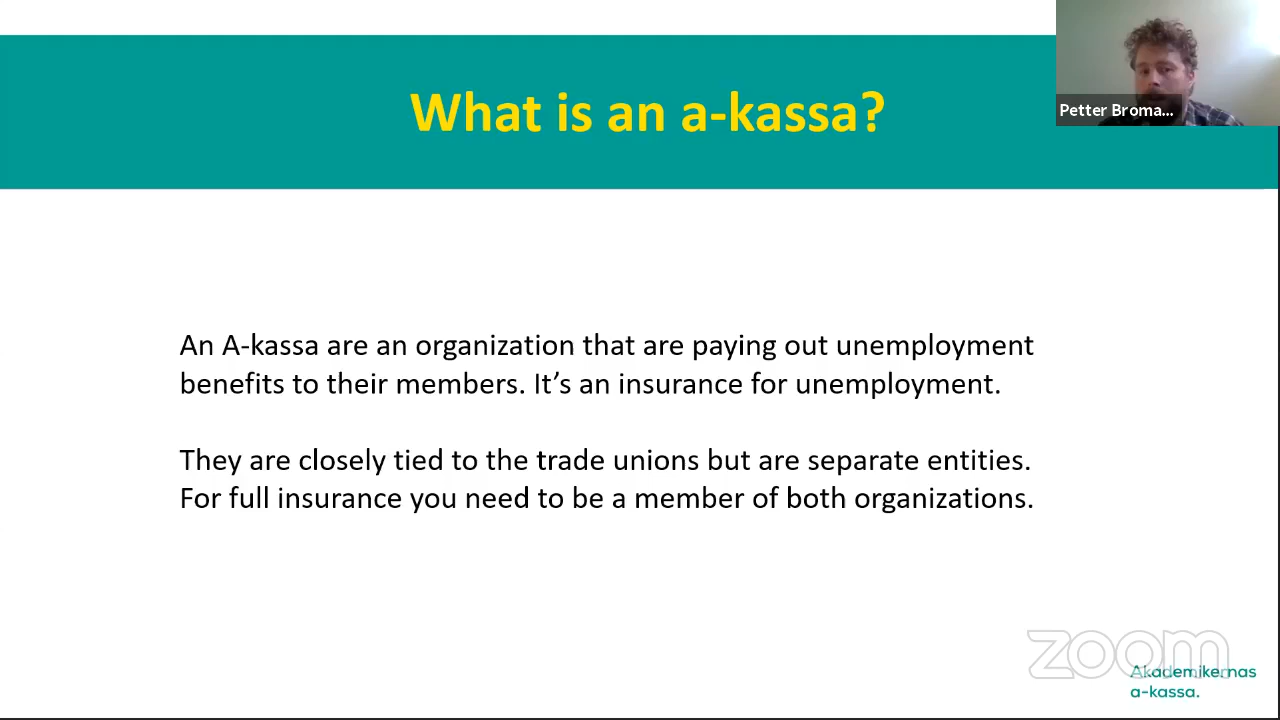 What is an a-kassa?
Petter Broma...
An A-kassa are an organization that are paying out unemployment
benefits to their members. It’s an insurance for unemployment.
They are closely tied to the trade unions but are separate entities.
For full insurance you need to be a member of both organizations.
zoom
Akademikernas
a-kassa.